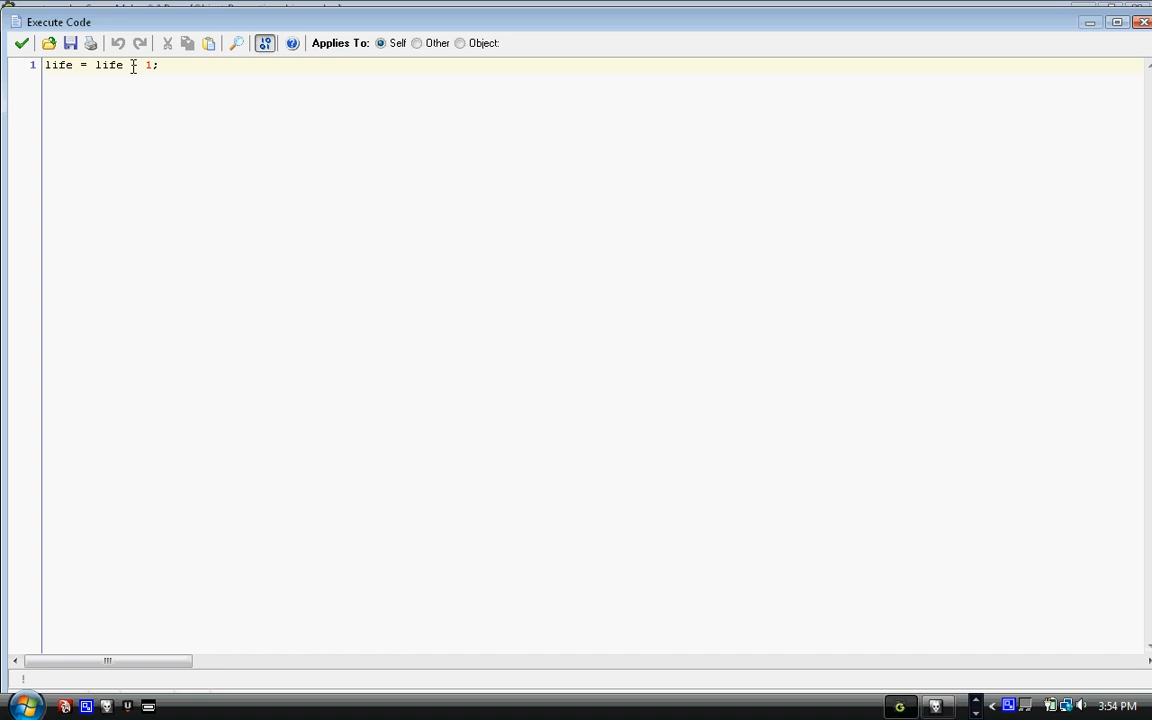 Execute Code
Applies To: Self Other Object:
1 life = life 1;
3:54 PM